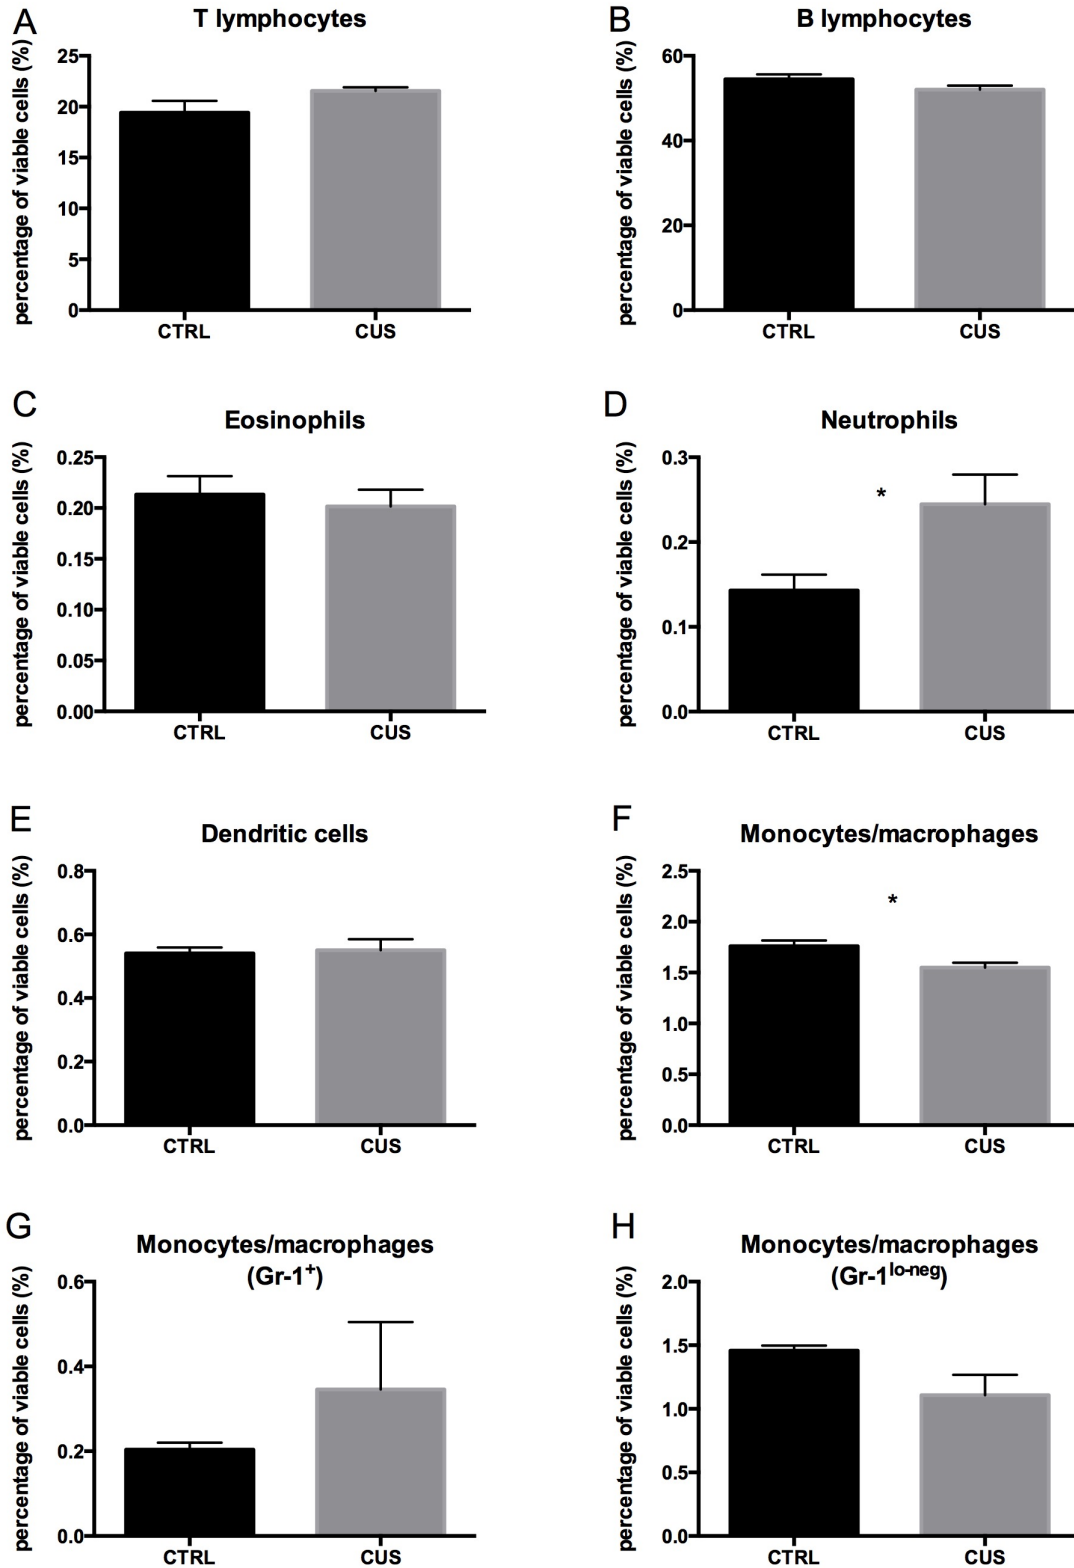 A
T lymphocytes
percentage of viable cells (%)
25
20
15
10
5
0
CTRL
CUS
B
B lymphocytes
percentage of viable cells (%)
60
40
20
0
CTRL
CUS
C
Eosinophils
percentage of viable cells (%)
0.25
0.20
0.15
0.10
0.05
0.00
CTRL
CUS
D
Neutrophils
percentage of viable cells (%)
0.3
0.2
0.1
0.0
*
CTRL
CUS
E
Dendritic cells
percentage of viable cells (%)
0.8
0.6
0.4
0.2
0.0
CTRL
CUS
F
Monocytes/macrophages
percentage of viable cells (%)
2.5
2.0
1.5
1.0
0.5
0.0
*
CTRL
CUS
G
Monocytes/macrophages
(Gr-1⁺)
percentage of viable cells (%)
0.6
0.4
0.2
0.0
CTRL
CUS
H
Monocytes/macrophages
(Gr-1ˡᵒ⁻ⁿᵉᵍ)
percentage of viable cells (%)
2.0
1.5
1.0
0.5
0.0
CTRL
CUS